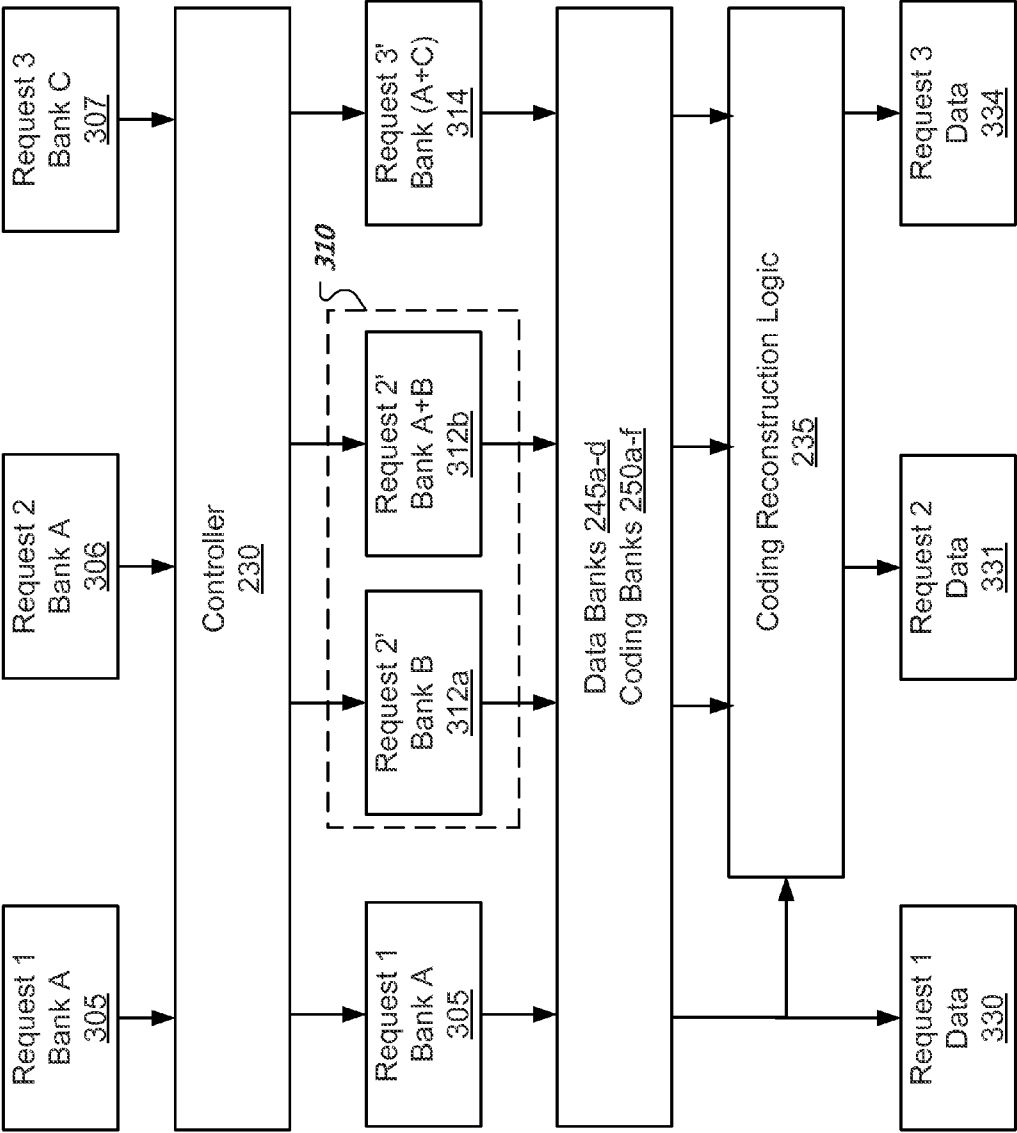 Request 1
Bank A
305
Request 2
Bank A
306
Request 3
Bank C
307
Controller
230
310
Request 1
Bank A
305
Request 2'
Bank B
312a
Request 2'
Bank A+B
312b
Request 3'
Bank (A+C)
314
Data Banks 245a-d
Coding Banks 250a-f
Coding Reconstruction Logic
235
Request 1
Data
330
Request 2
Data
331
Request 3
Data
334